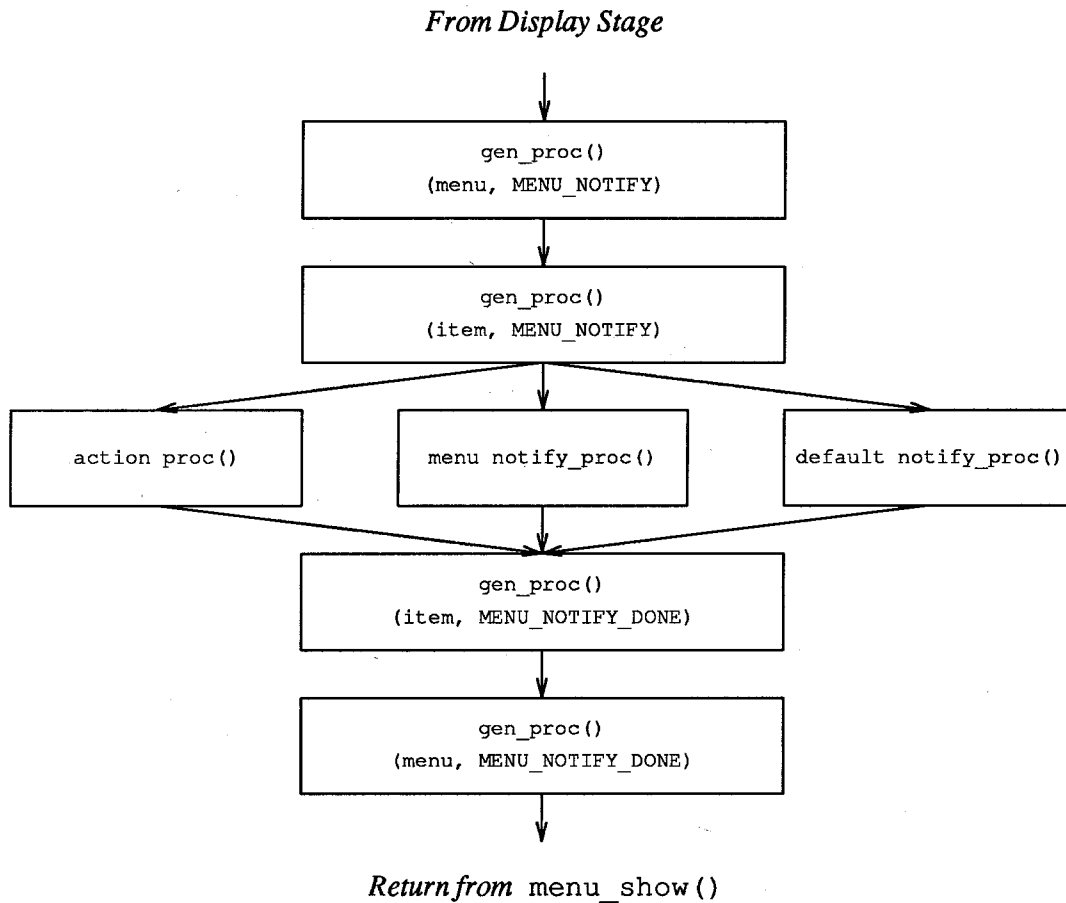 From Display Stage
gen_proc()
(menu, MENU_NOTIFY)
gen_proc()
(item, MENU_NOTIFY)
action proc()
menu notify_proc()
default notify_proc()
gen_proc()
(item, MENU_NOTIFY_DONE)
gen_proc()
(menu, MENU_NOTIFY_DONE)
Return from menu_show()